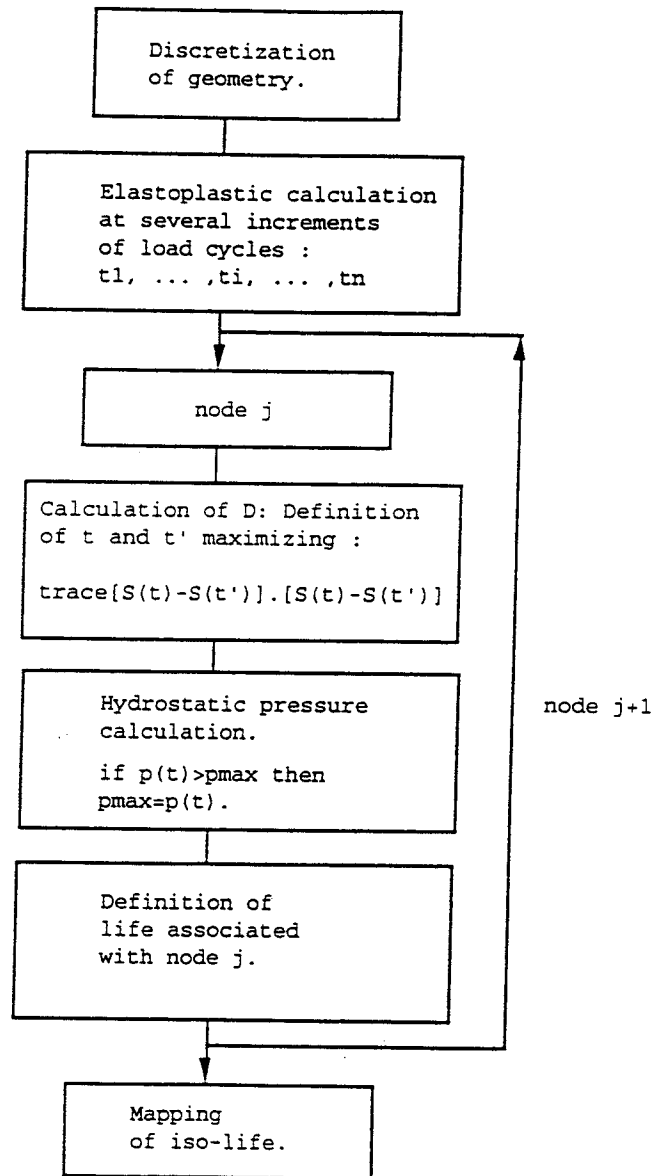 Discretization
of geometry.
Elastoplastic calculation
at several increments
of load cycles :
t1, ... ,ti, ... ,tn
node j
Calculation of D: Definition
of t and t' maximizing :
trace[S(t)-S(t')].[S(t)-S(t')]
Hydrostatic pressure
calculation.
if p(t)>pmax then
pmax=p(t).
node j+1
Definition of
life associated
with node j.
Mapping
of iso-life.